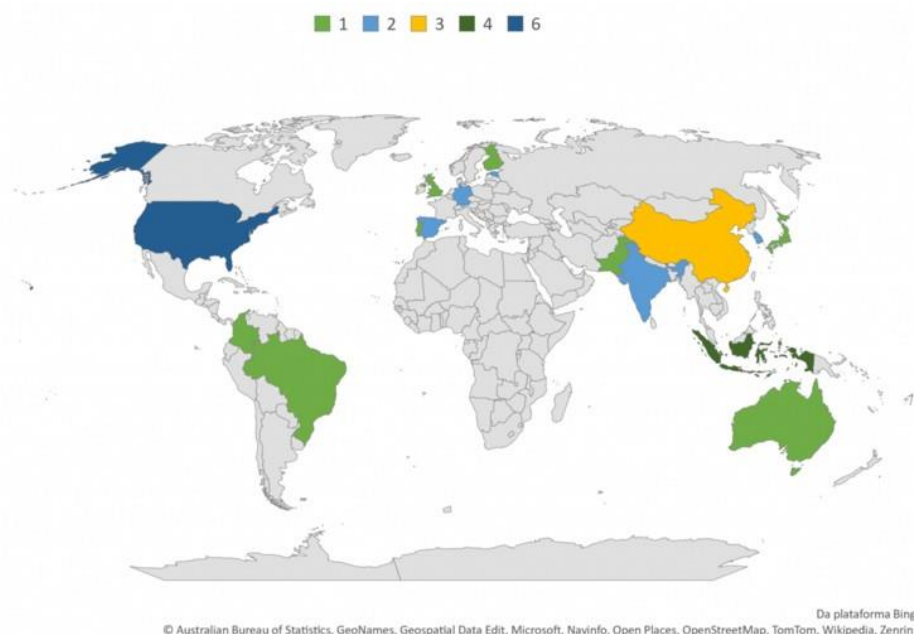 1 2 3 4 6
Da plataforma Bing
© Australian Bureau of Statistics, GeoNames, Geospatial Data Edit, Microsoft, Navinfo, Open Places, OpenStreetMap, TomTom, Wikipedia, Zenrin